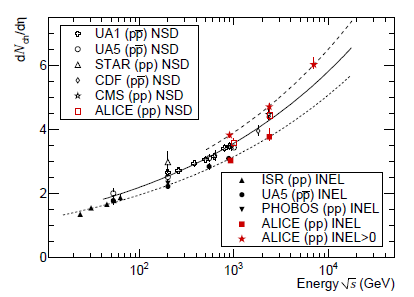 dN_ch/dη
6
4
2
0
UA1 (pp̅) NSD
UA5 (pp̅) NSD
STAR (pp) NSD
CDF (pp̅) NSD
CMS (pp) NSD
ALICE (pp) NSD
ISR (pp) INEL
UA5 (pp̅) INEL
PHOBOS (pp) INEL
ALICE (pp) INEL
ALICE (pp) INEL>0
10² 10³ 10⁴
Energy √s (GeV)